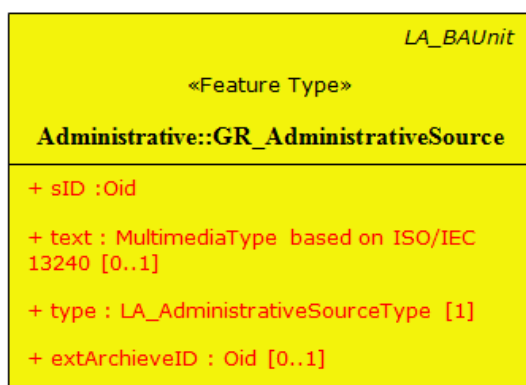 LA_BAUnit
«Feature Type»
Administrative::GR_AdministrativeSource
+ sID :Oid
+ text : MultimediaType based on ISO/IEC
13240 [0..1]
+ type : LA_AdministrativeSourceType [1]
+ extArchieveID : Oid [0..1]